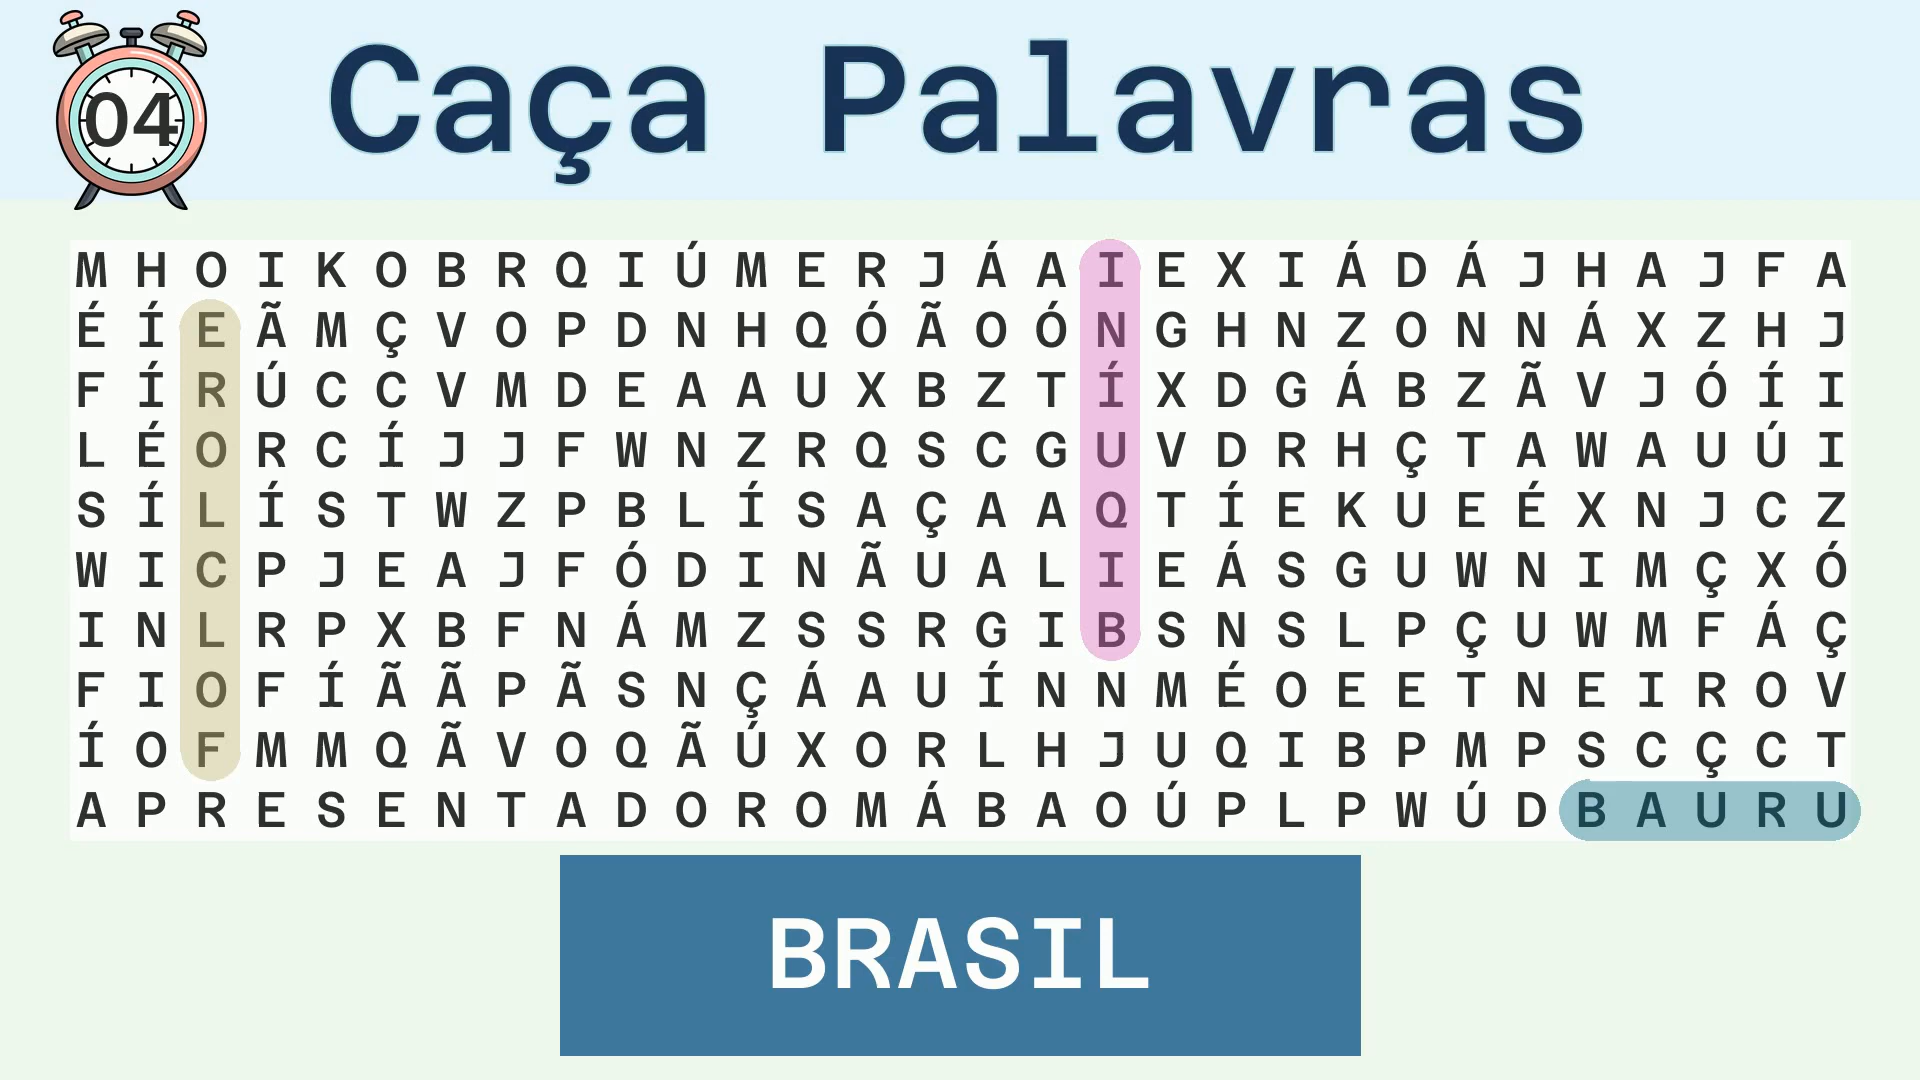 04
Caça Palavras
M H O I K O B R Q I Ú M E R J Á A I E X I Á D Á J H A J F A
É Í E Ã M Ç V O P D N H Q Ó Ã O Ó N G H N Z O N N Á X Z H J
F Í R Ú C C V M D E A A U X B Z T Í X D G Á B Z Ã V J Ó Í I
L É O R C Í J J F W N Z R Q S C G U V D R H Ç T A W A U Ú I
S Í L Í S T W Z P B L Í S A Ç A A Q T Í E K U E É X N J C Z
W I C P J E A J F Ó D I N Ã U A L I E Á S G U W N I M Ç X Ó
I N L R P X B F N Á M Z S S R G I B S N S L P Ç U W M F Á Ç
F I O F Í Ã Ã P Ã S N Ç Á A U Í N N M É O E E T N E I R O V
Í O F M M Q Ã V O Q Ã Ú X O R L H J U Q I B P M P S C Ç C T
A P R E S E N T A D O R O M Á B A O Ú P L P W Ú D B A U R U
BRASIL